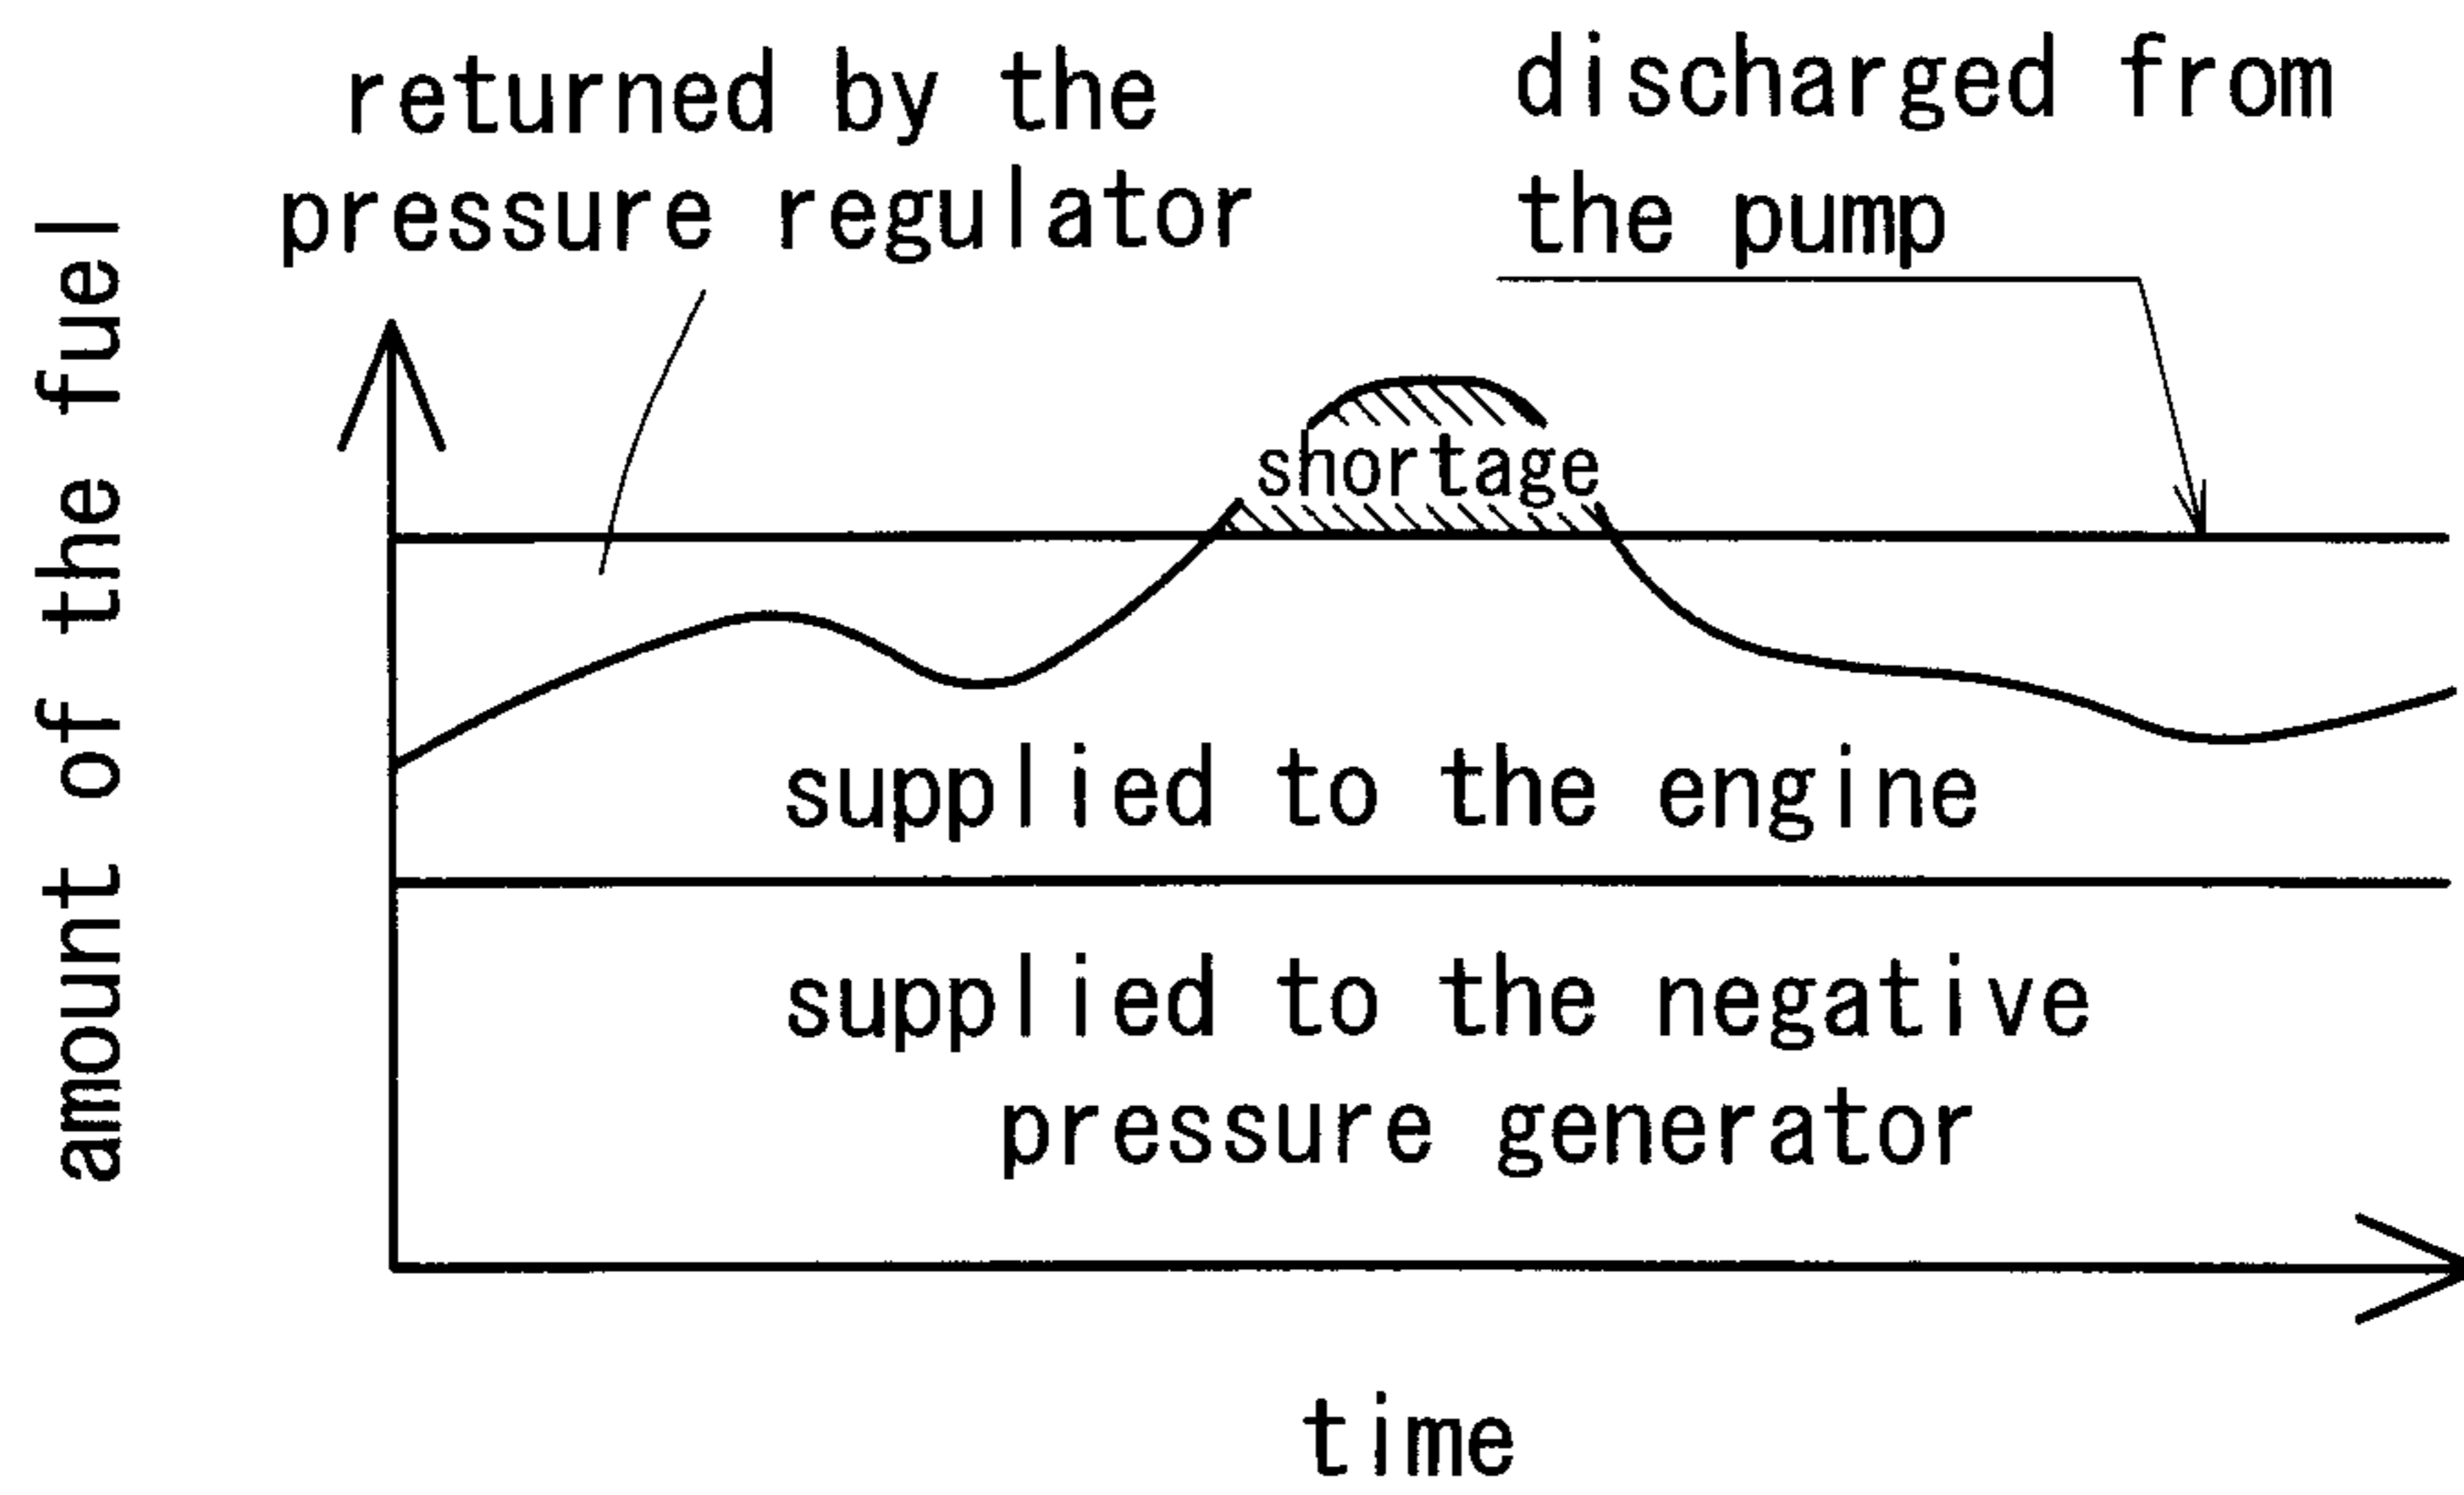 returned by the
pressure regulator
discharged from
the pump
amount of the fuel
shortage
supplied to the engine
supplied to the negative
pressure generator
time